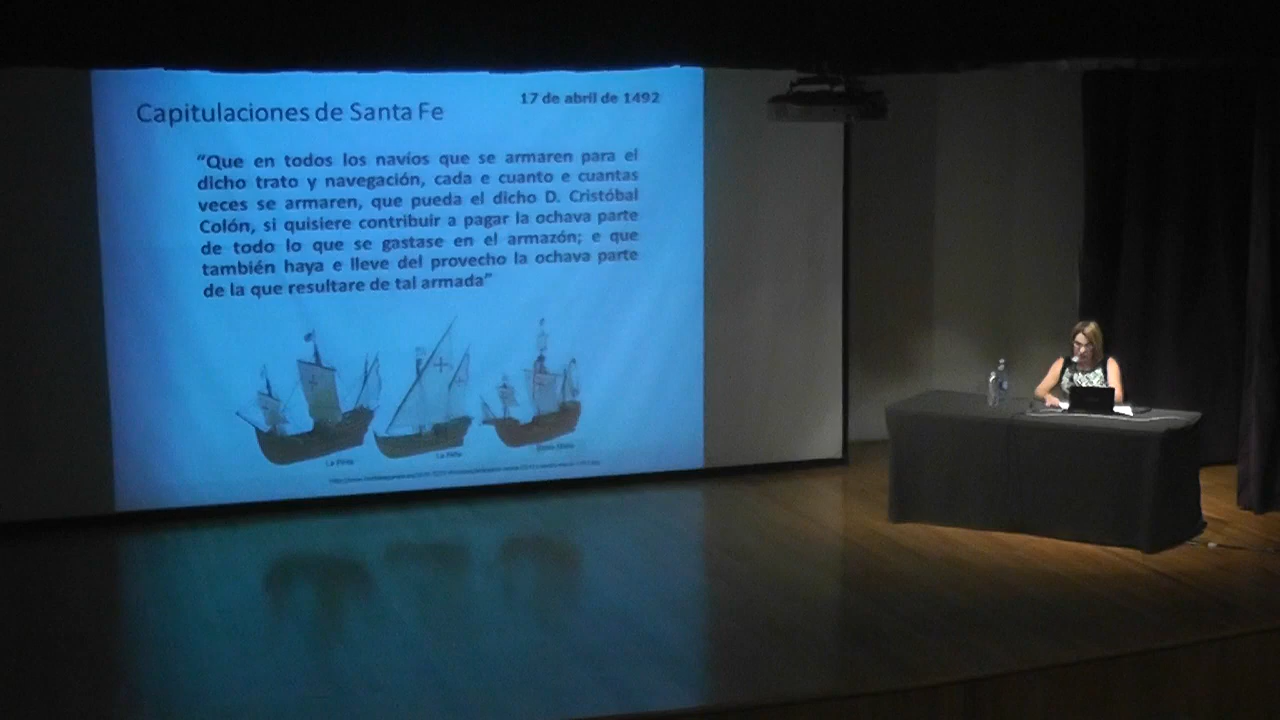 Capitulaciones de Santa Fe
17 de abril de 1492
“Que en todos los navíos que se armaren para el
dicho trato y navegación, cada e cuanto e cuantas
veces se armaren, que pueda el dicho D. Cristóbal
Colón, si quisiere contribuir a pagar la ochava parte
de todo lo que se gastase en el armazón; e que
también haya e lleve del provecho la ochava parte
de la que resultare de tal armada”
La Pinta
La Niña
Santa María